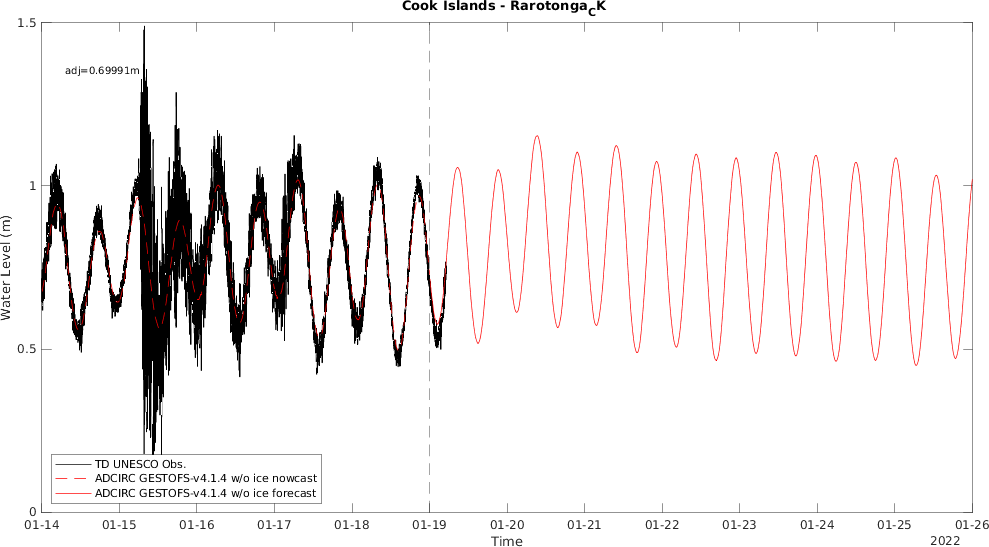 Cook Islands - Rarotonga_CK
1.5
adj=0.69991m
1
Water Level (m)
0.5
TD UNESCO Obs.
ADCIRC GESTOFS-v4.1.4 w/o ice nowcast
ADCIRC GESTOFS-v4.1.4 w/o ice forecast
0
01-14 01-15 01-16 01-17 01-18 01-19 01-20 01-21 01-22 01-23 01-24 01-25 01-26
Time
2022